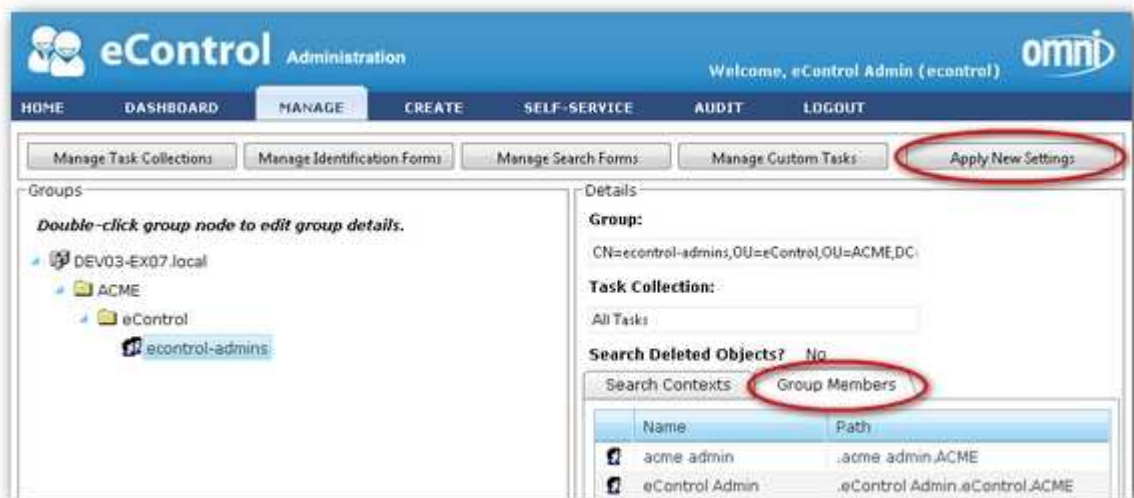 eControl Administration
omni
Welcome, eControl Admin (econtrol)
HOME DASHBOARD MANAGE CREATE SELF-SERVICE AUDIT LOGOUT
Manage Task Collections Manage Identification Forms Manage Search Forms Manage Custom Tasks Apply New Settings
Groups
Double-click group node to edit group details.
DEV03-EX07.local
ACME
eControl
econtrol-admins
Details
Group:
CN=econtrol-admins,OU=eControl,OU=ACME,DC
Task Collection:
All Tasks
Search Deleted Objects? No
Search Contexts Group Members
Name Path
acme admin .acme admin.ACME
eControl Admin .eControl Admin.eControl.ACME